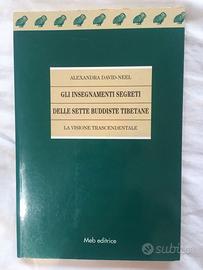 ALEXANDRA DAVID-NEEL
GLI INSEGNAMENTI SEGRETI
DELLE SETTE BUDDISTE TIBETANE
LA VISIONE TRASCENDENTALE
Meb editrice
subito